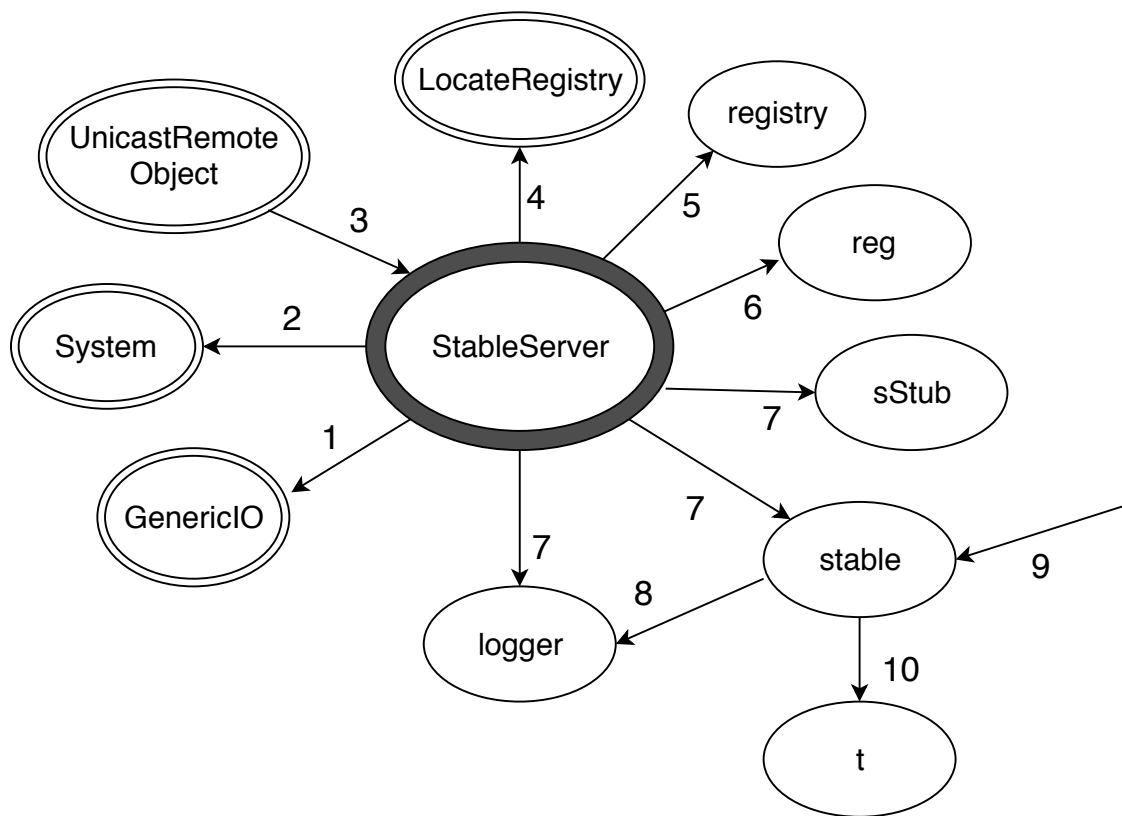 LocateRegistry
registry
UnicastRemote
Object
3
4
5
reg
6
System
2
StableServer
sStub
7
1
GenericIO
7
7
stable
9
8
logger
10
t